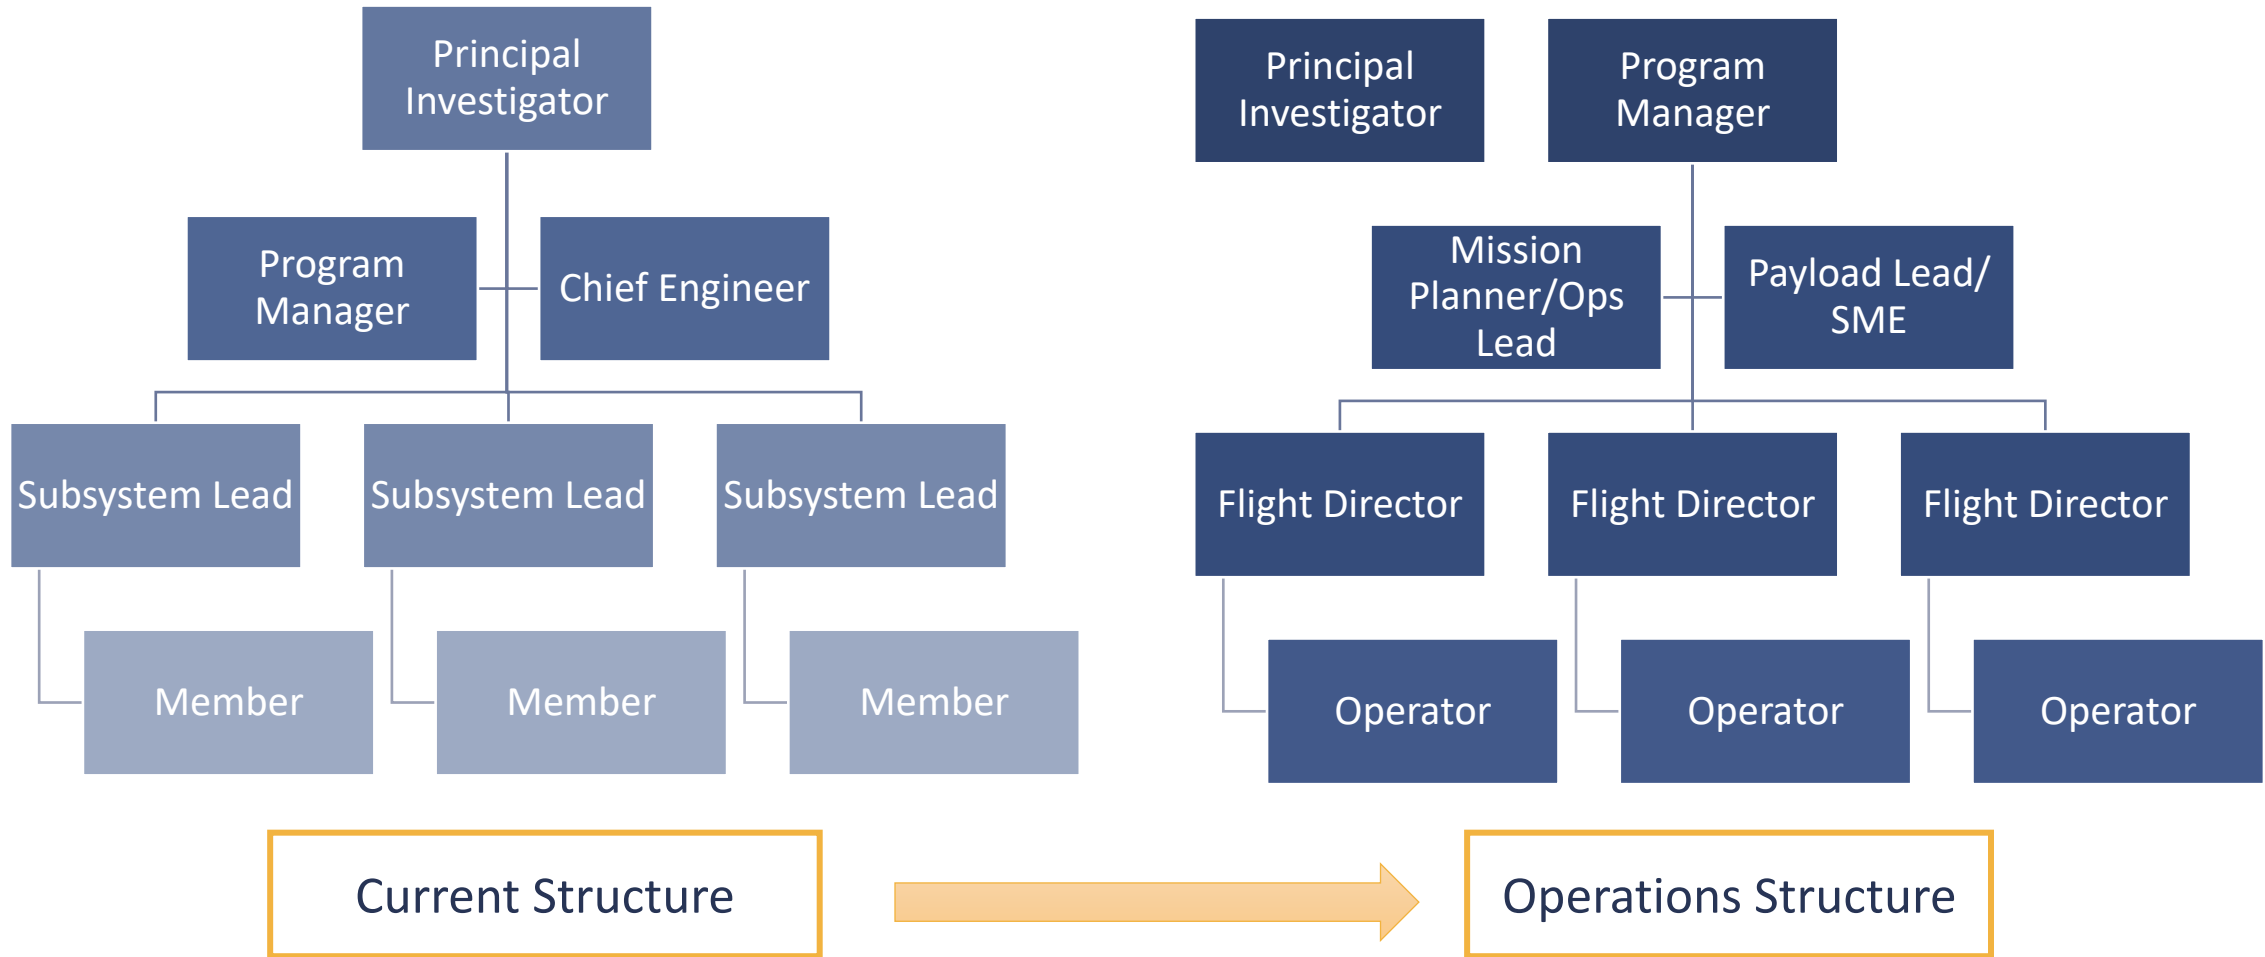 Principal
Investigator
Program
Manager
Chief Engineer
Subsystem Lead
Subsystem Lead
Subsystem Lead
Member
Member
Member
Current Structure
Principal
Investigator
Program
Manager
Mission
Planner/Ops
Lead
Payload Lead/
SME
Flight Director
Flight Director
Flight Director
Operator
Operator
Operator
Operations Structure